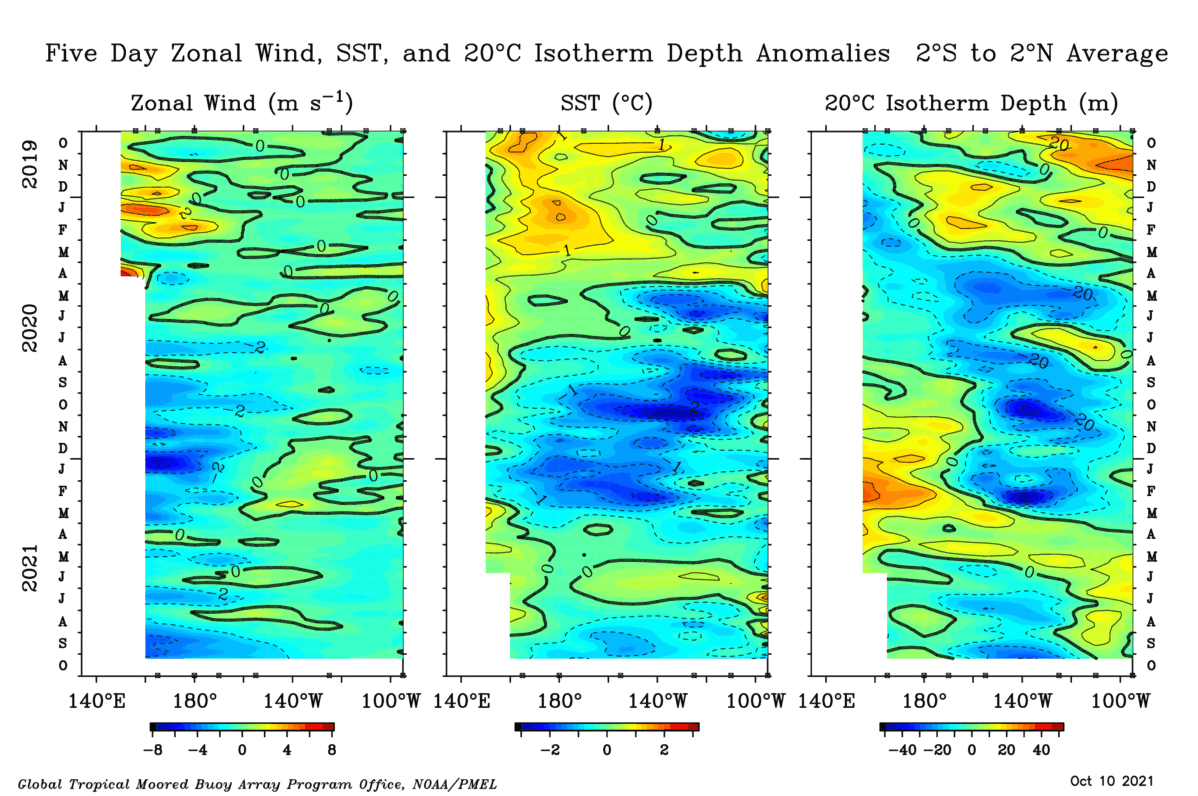 Five Day Zonal Wind, SST, and 20°C Isotherm Depth Anomalies 2°S to 2°N Average
Zonal Wind (m s⁻¹) SST (°C) 20°C Isotherm Depth (m)
2019
2020
2021
O
N
D
J
F
M
A
M
J
J
A
S
O
N
D
J
F
M
A
M
J
J
A
S
O
O
N
D
J
F
M
A
M
J
J
A
S
O
N
D
J
F
M
A
M
J
J
A
S
O
140°E 180° 140°W 100°W 140°E 180° 140°W 100°W 140°E 180° 140°W 100°W
-8 -4 0 4 8 -2 0 2 -40 -20 0 20 40
Global Tropical Moored Buoy Array Program Office, NOAA/PMEL
Oct 10 2021